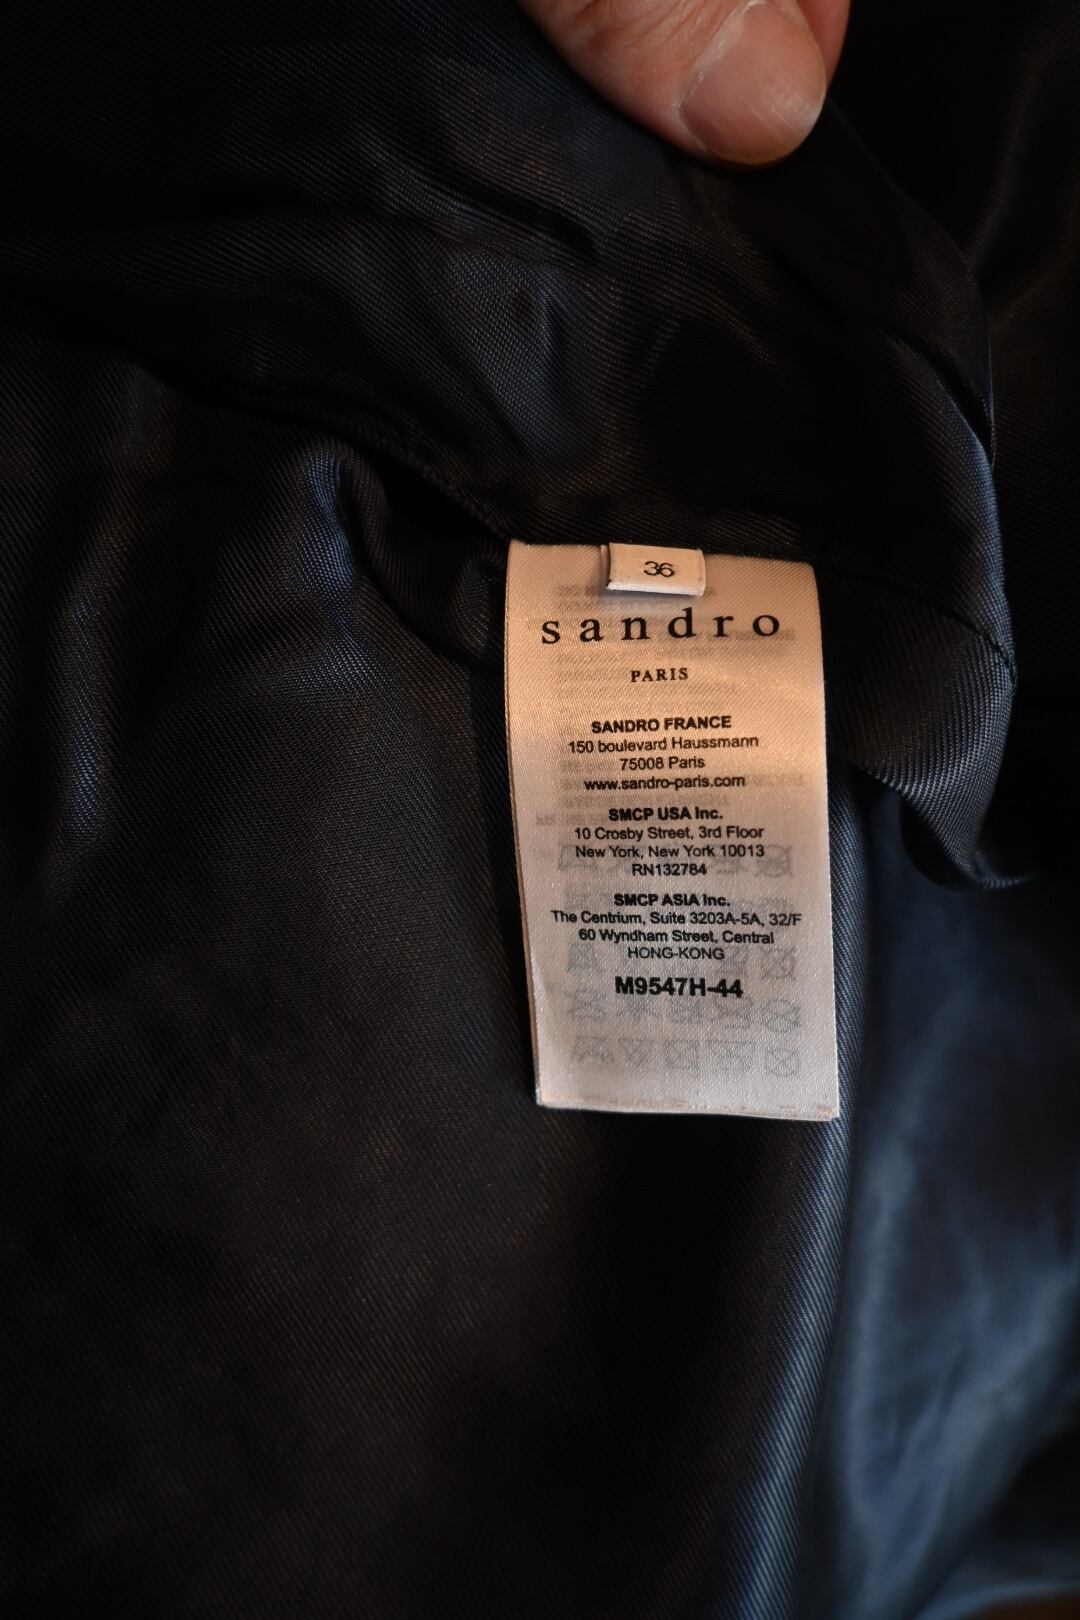 36
sandro
PARIS
SANDRO FRANCE
150 boulevard Haussmann
75008 Paris
www.sandro-paris.com
SMCP USA Inc.
10 Crosby Street, 3rd Floor
New York, New York 10013
RN132784
SMCP ASIA Inc.
The Centrium, Suite 3203A-5A, 32/F
60 Wyndham Street, Central
HONG-KONG
M9547H-44